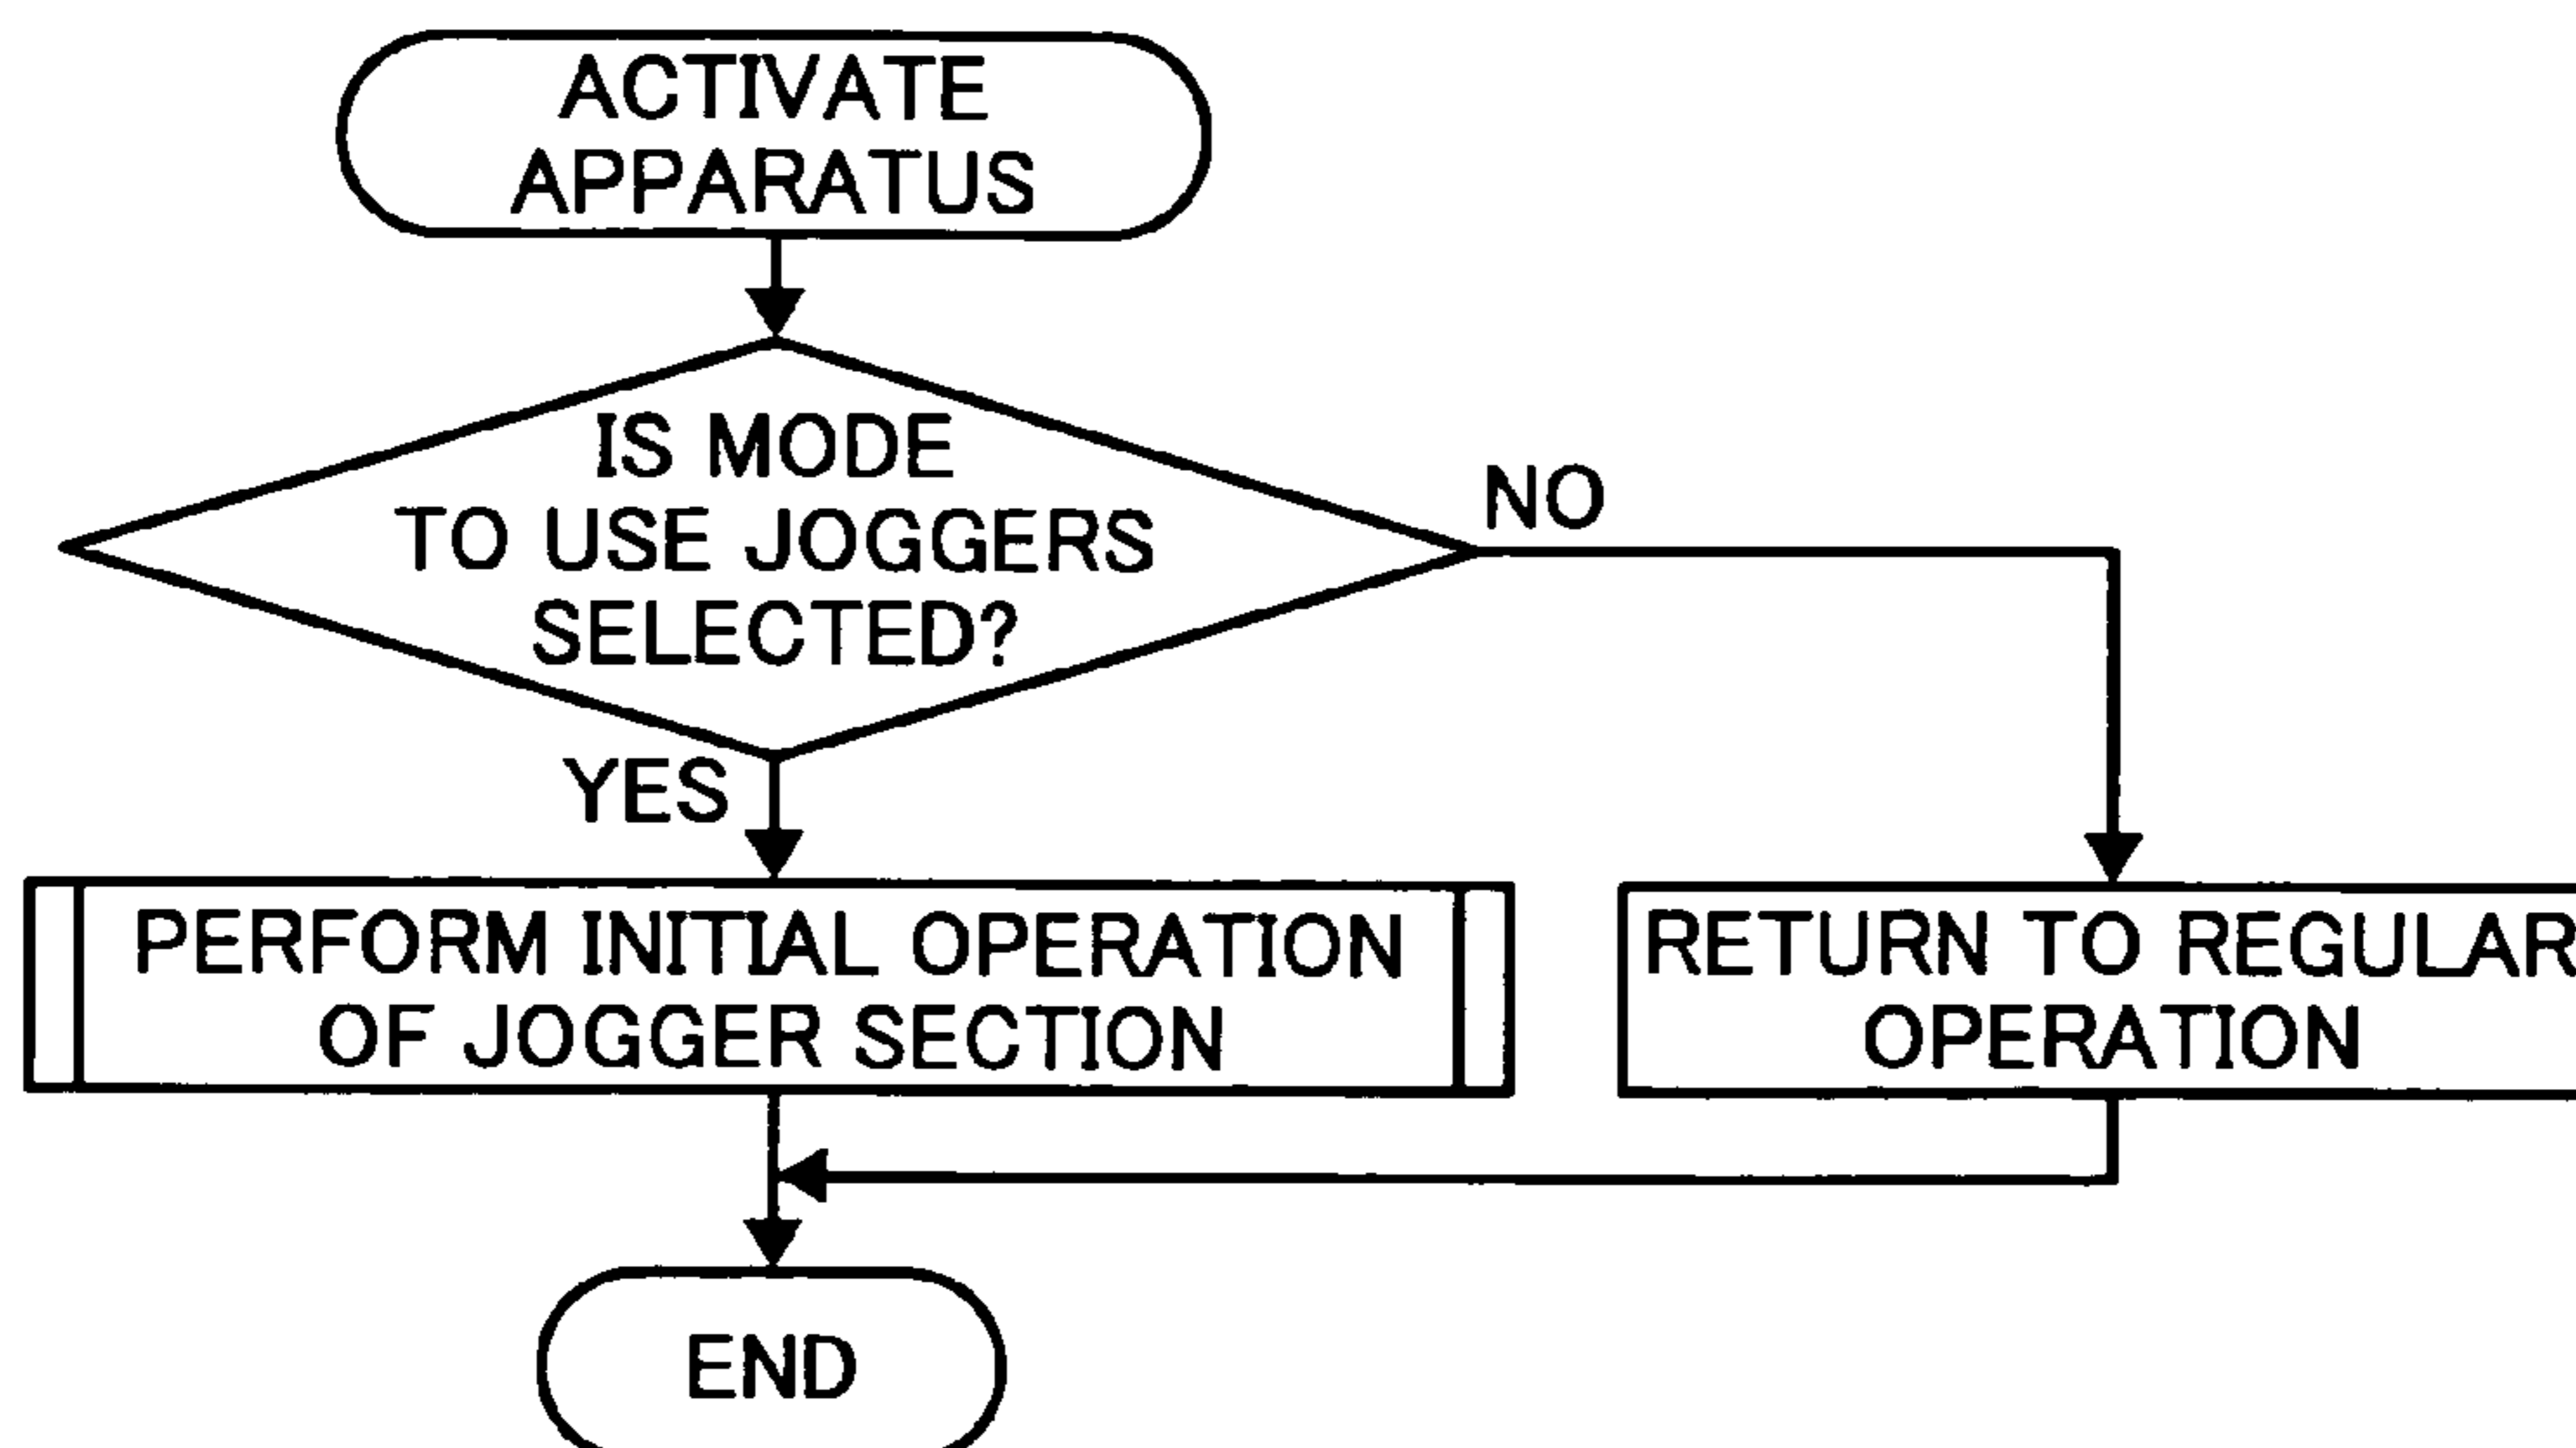 ACTIVATE
APPARATUS
IS MODE
TO USE JOGGERS
SELECTED?
NO
YES
PERFORM INITIAL OPERATION
OF JOGGER SECTION
RETURN TO REGULAR
OPERATION
END